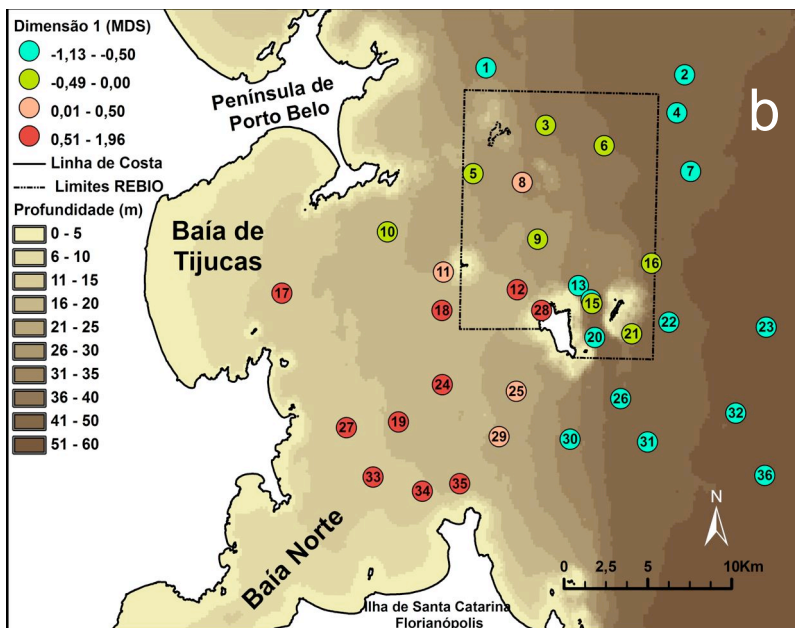 Dimensão 1 (MDS)
-1,13 - -0,50
-0,49 - 0,00
0,01 - 0,50
0,51 - 1,96
Linha de Costa
Limites REBIO
Profundidade (m)
0 - 5
6 - 10
11 - 15
16 - 20
21 - 25
26 - 30
31 - 35
36 - 40
41 - 50
51 - 60
Península de
Porto Belo
b
Baía de
Tijucas
Baía Norte
Ilha de Santa Catarina
Florianópolis
1
2
4
3
6
7
5
8
10
9
16
11
17
13
12
15
18
28
22
23
21
20
24
25
26
32
19
27
29
30
31
33
34
35
36
N
0 2,5 5 10Km